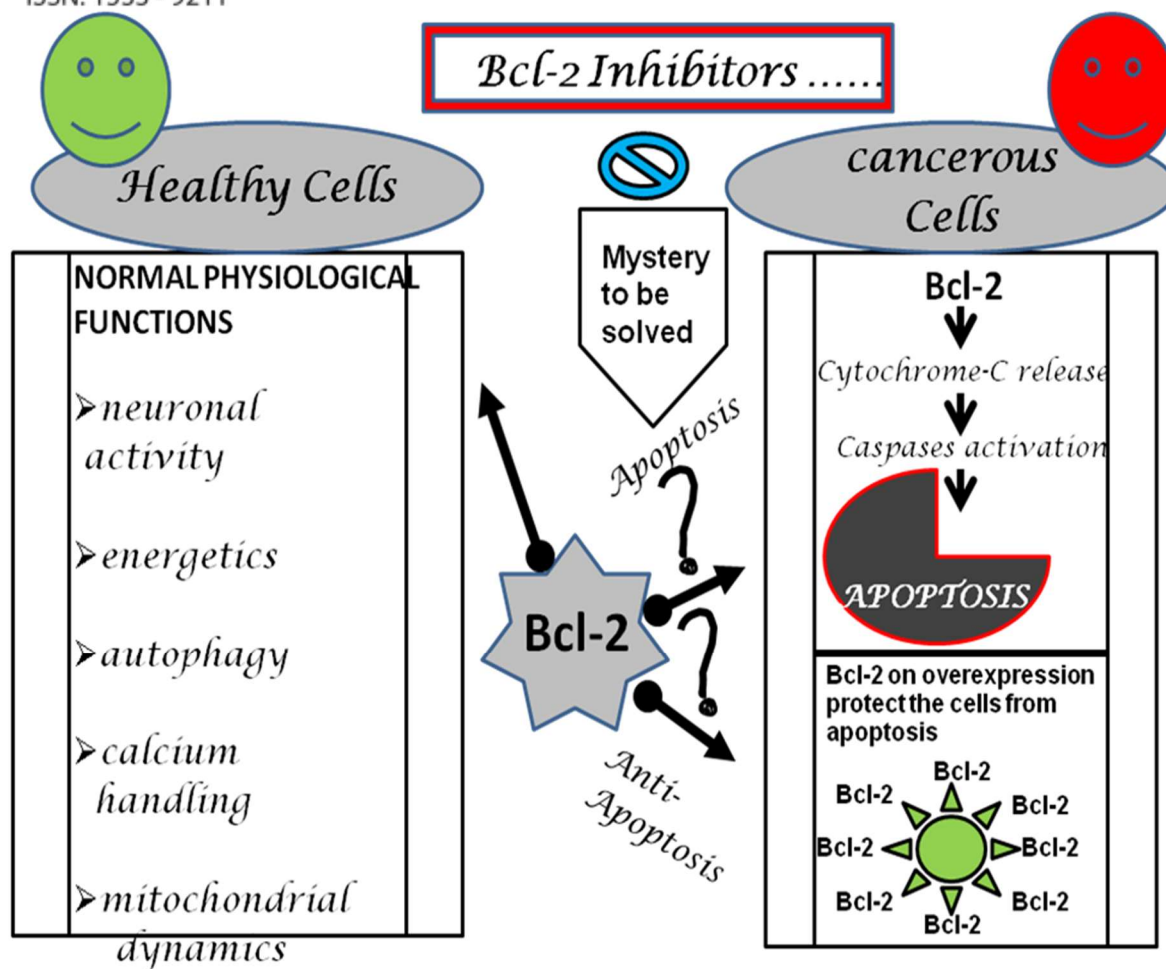 ISSN: 1555 - 9211
Bcl-2 Inhibitors ......
Healthy Cells
cancerous
Cells
NORMAL PHYSIOLOGICAL
FUNCTIONS
➢neuronal
activity
➢energetics
➢autophagy
➢calcium
handling
➢mitochondrial
dynamics
Mystery
to be
solved
Apoptosis
?
Bcl-2
?
Anti-
Apoptosis
Bcl-2
Cytochrome-C release
Caspases activation
APOPTOSIS
Bcl-2 on overexpression
protect the cells from
apoptosis
Bcl-2
Bcl-2
Bcl-2
Bcl-2
Bcl-2
Bcl-2
Bcl-2
Bcl-2